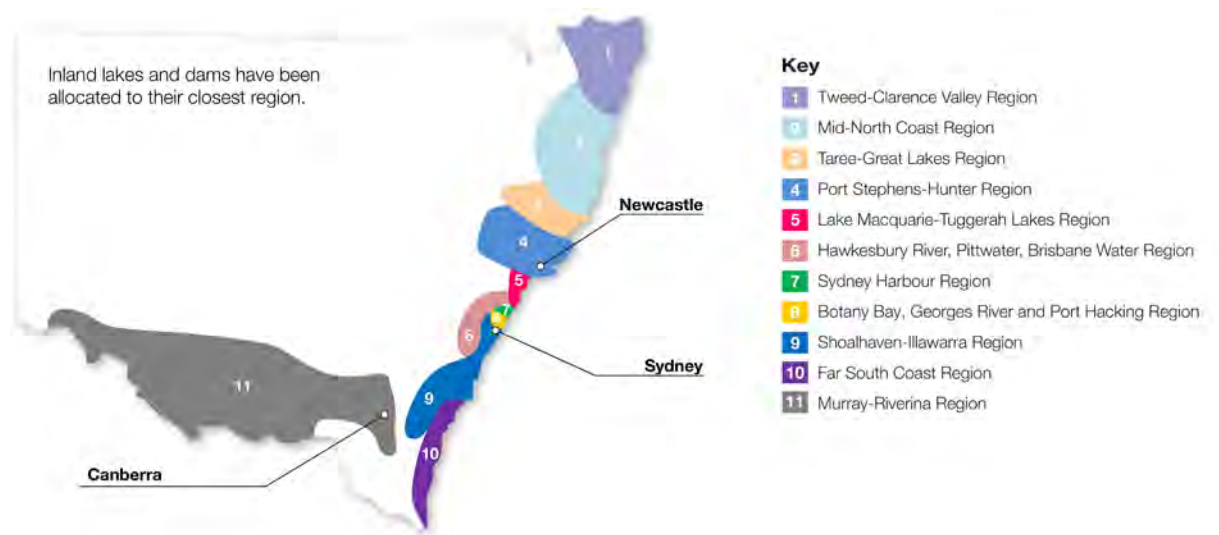 Inland lakes and dams have been
allocated to their closest region.
1
4
Newcastle
5
7
6
Sydney
11
9
10
Canberra
Key
1 Tweed-Clarence Valley Region
Mid-North Coast Region
Taree-Great Lakes Region
4 Port Stephens-Hunter Region
5 Lake Macquarie-Tuggerah Lakes Region
6 Hawkesbury River, Pittwater, Brisbane Water Region
7 Sydney Harbour Region
8 Botany Bay, Georges River and Port Hacking Region
9 Shoalhaven-Illawarra Region
10 Far South Coast Region
11 Murray-Riverina Region